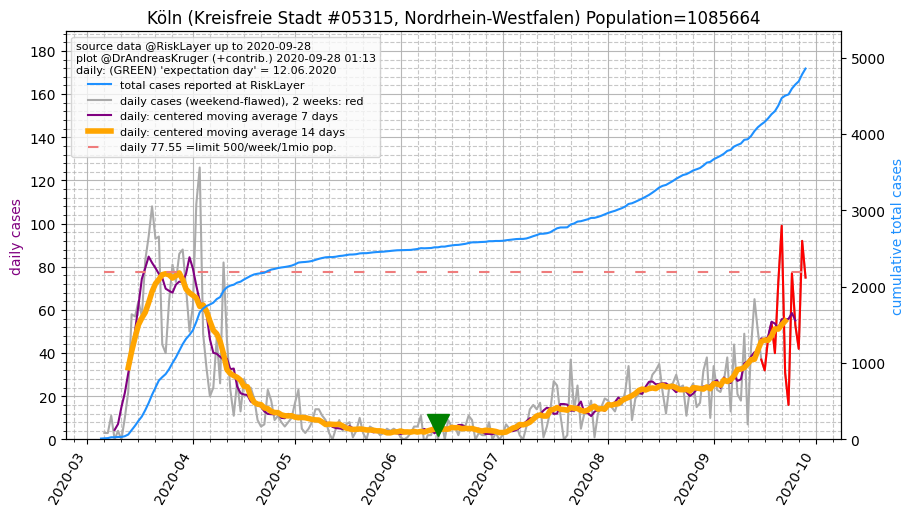 Köln (Kreisfreie Stadt #05315, Nordrhein-Westfalen) Population=1085664
source data @RiskLayer up to 2020-09-28
plot @DrAndreasKruger (+contrib.) 2020-09-28 01:13
daily: (GREEN) 'expectation day' = 12.06.2020
total cases reported at RiskLayer
daily cases (weekend-flawed), 2 weeks: red
daily: centered moving average 7 days
daily: centered moving average 14 days
daily 77.55 =limit 500/week/1mio pop.
daily cases
180
160
140
120
100
80
60
40
20
0
cumulative total cases
5000
4000
3000
2000
1000
0
2020-03
2020-04
2020-05
2020-06
2020-07
2020-08
2020-09
2020-10